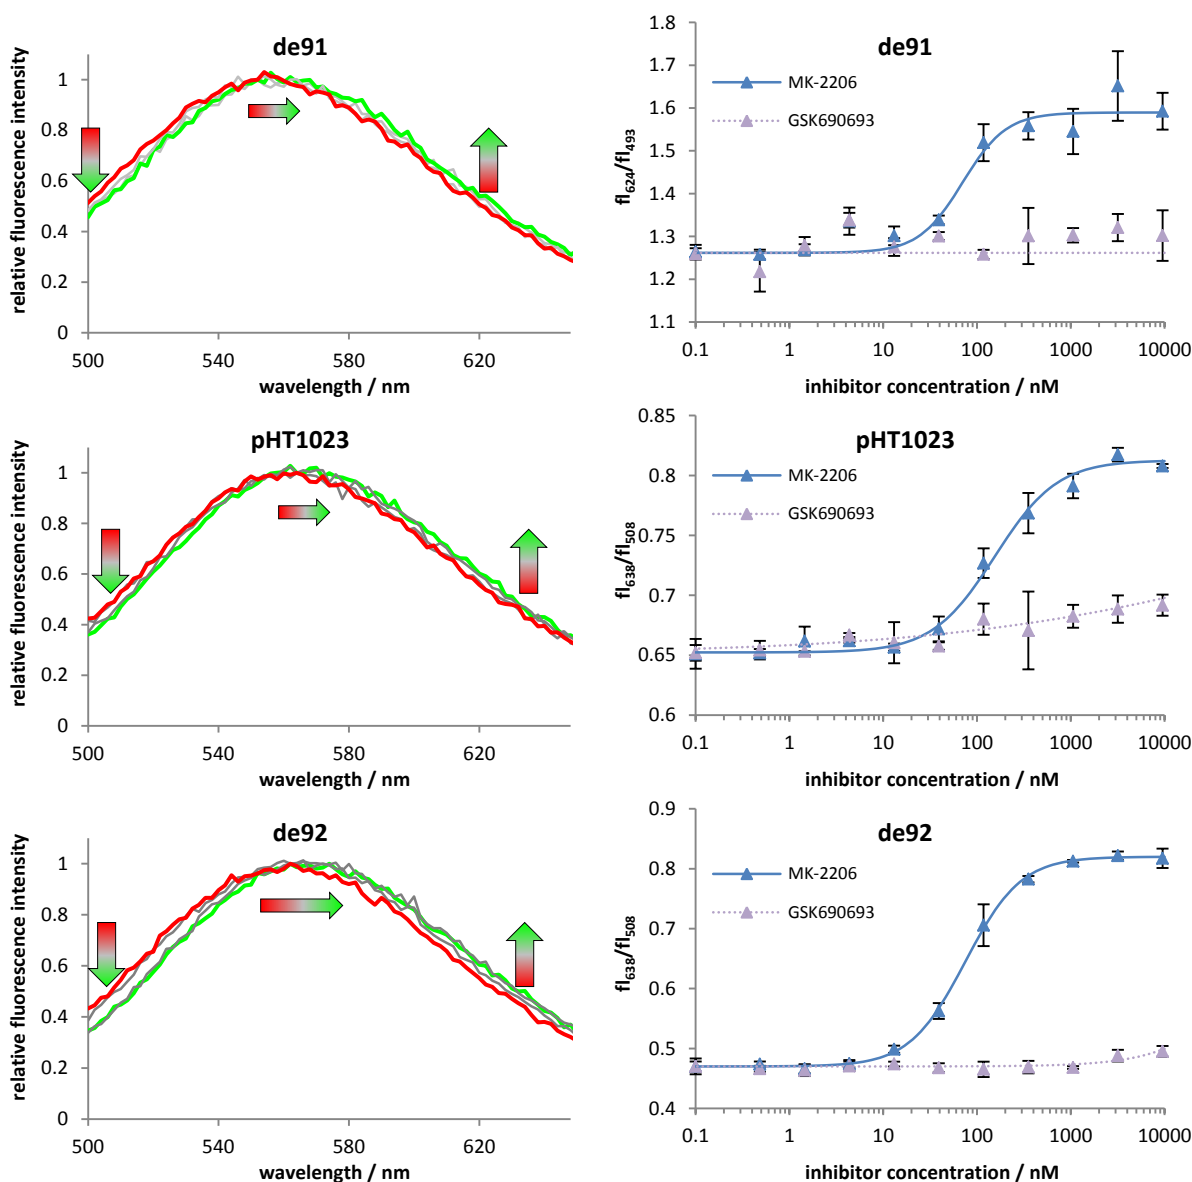 de91
relative fluorescence intensity
1
0.8
0.6
0.4
0.2
0
500
540
580
620
wavelength / nm
de91
fl624/fl493
1.8
1.7
1.6
1.5
1.4
1.3
1.2
1.1
MK-2206
GSK690693
0.1
1
10
100
1000
10000
inhibitor concentration / nM
pHT1023
relative fluorescence intensity
1
0.8
0.6
0.4
0.2
0
500
540
580
620
wavelength / nm
pHT1023
fl638/fl508
0.85
0.8
0.75
0.7
0.65
0.6
MK-2206
GSK690693
0.1
1
10
100
1000
10000
inhibitor concentration / nM
de92
relative fluorescence intensity
1
0.8
0.6
0.4
0.2
0
500
540
580
620
wavelength / nm
de92
fl638/fl508
0.9
0.8
0.7
0.6
0.5
0.4
MK-2206
GSK690693
0.1
1
10
100
1000
10000
inhibitor concentration / nM